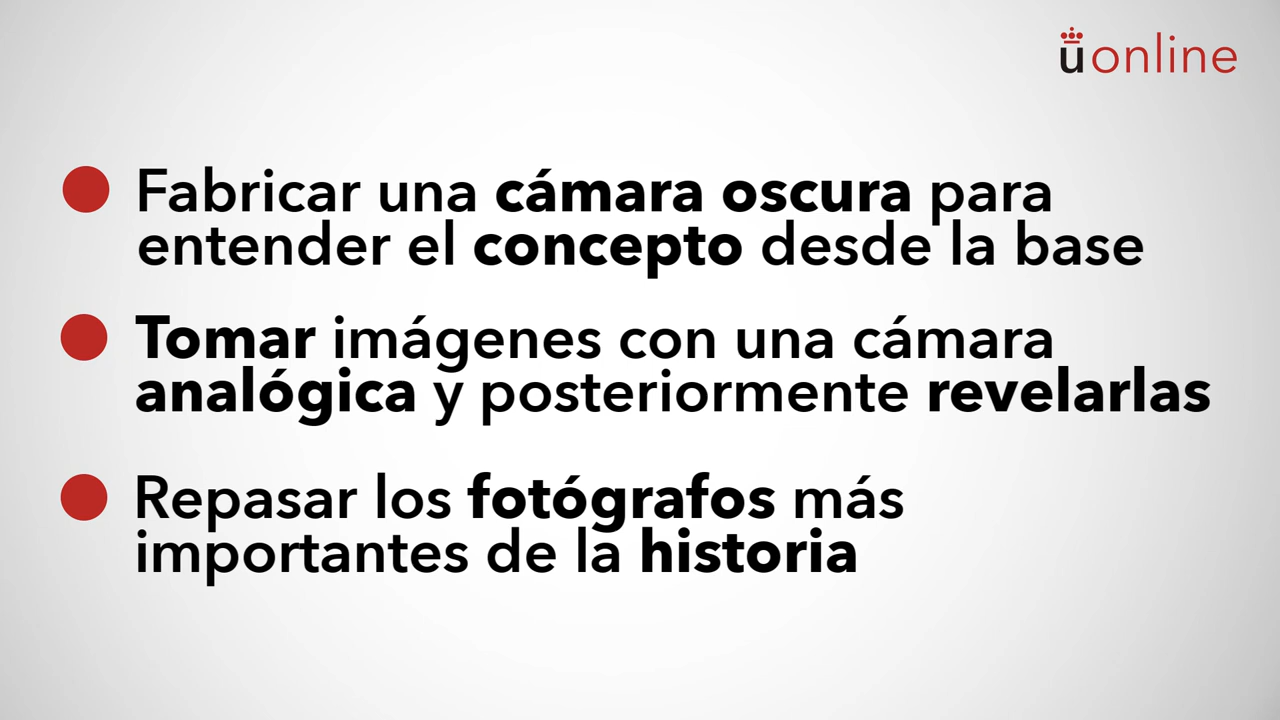 uonline
Fabricar una cámara oscura para
entender el concepto desde la base
Tomar imágenes con una cámara
analógica y posteriormente revelarlas
Repasar los fotógrafos más
importantes de la historia